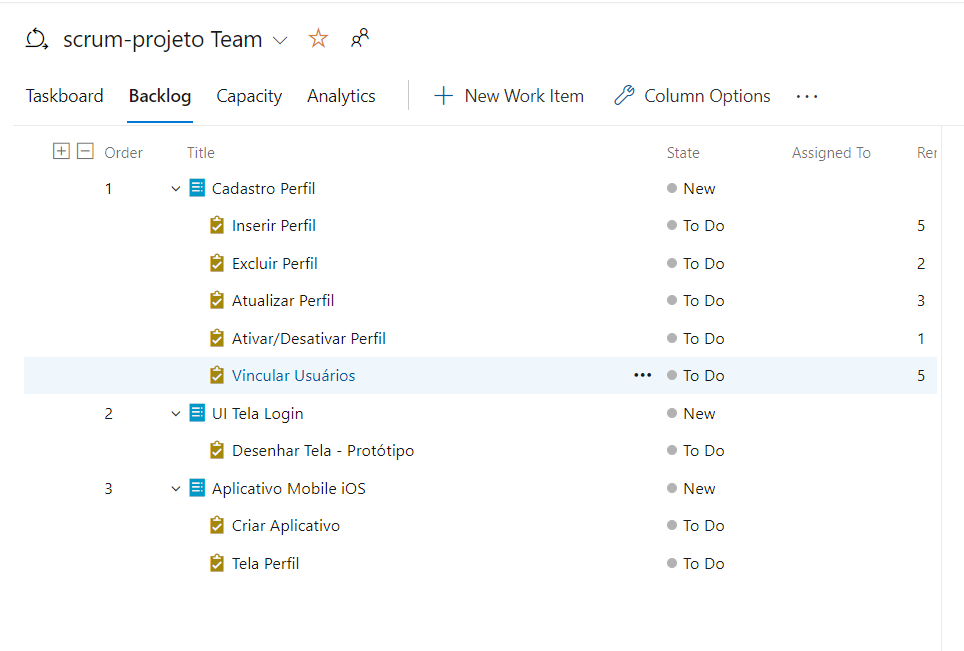 scrum-projeto Team
Taskboard Backlog Capacity Analytics New Work Item Column Options ...
Order Title State Assigned To Rer
1 Cadastro Perfil New
Inserir Perfil To Do 5
Excluir Perfil To Do 2
Atualizar Perfil To Do 3
Ativar/Desativar Perfil To Do 1
Vincular Usuários ... To Do 5
2 UI Tela Login New
Desenhar Tela - Protótipo To Do
3 Aplicativo Mobile iOS New
Criar Aplicativo To Do
Tela Perfil To Do